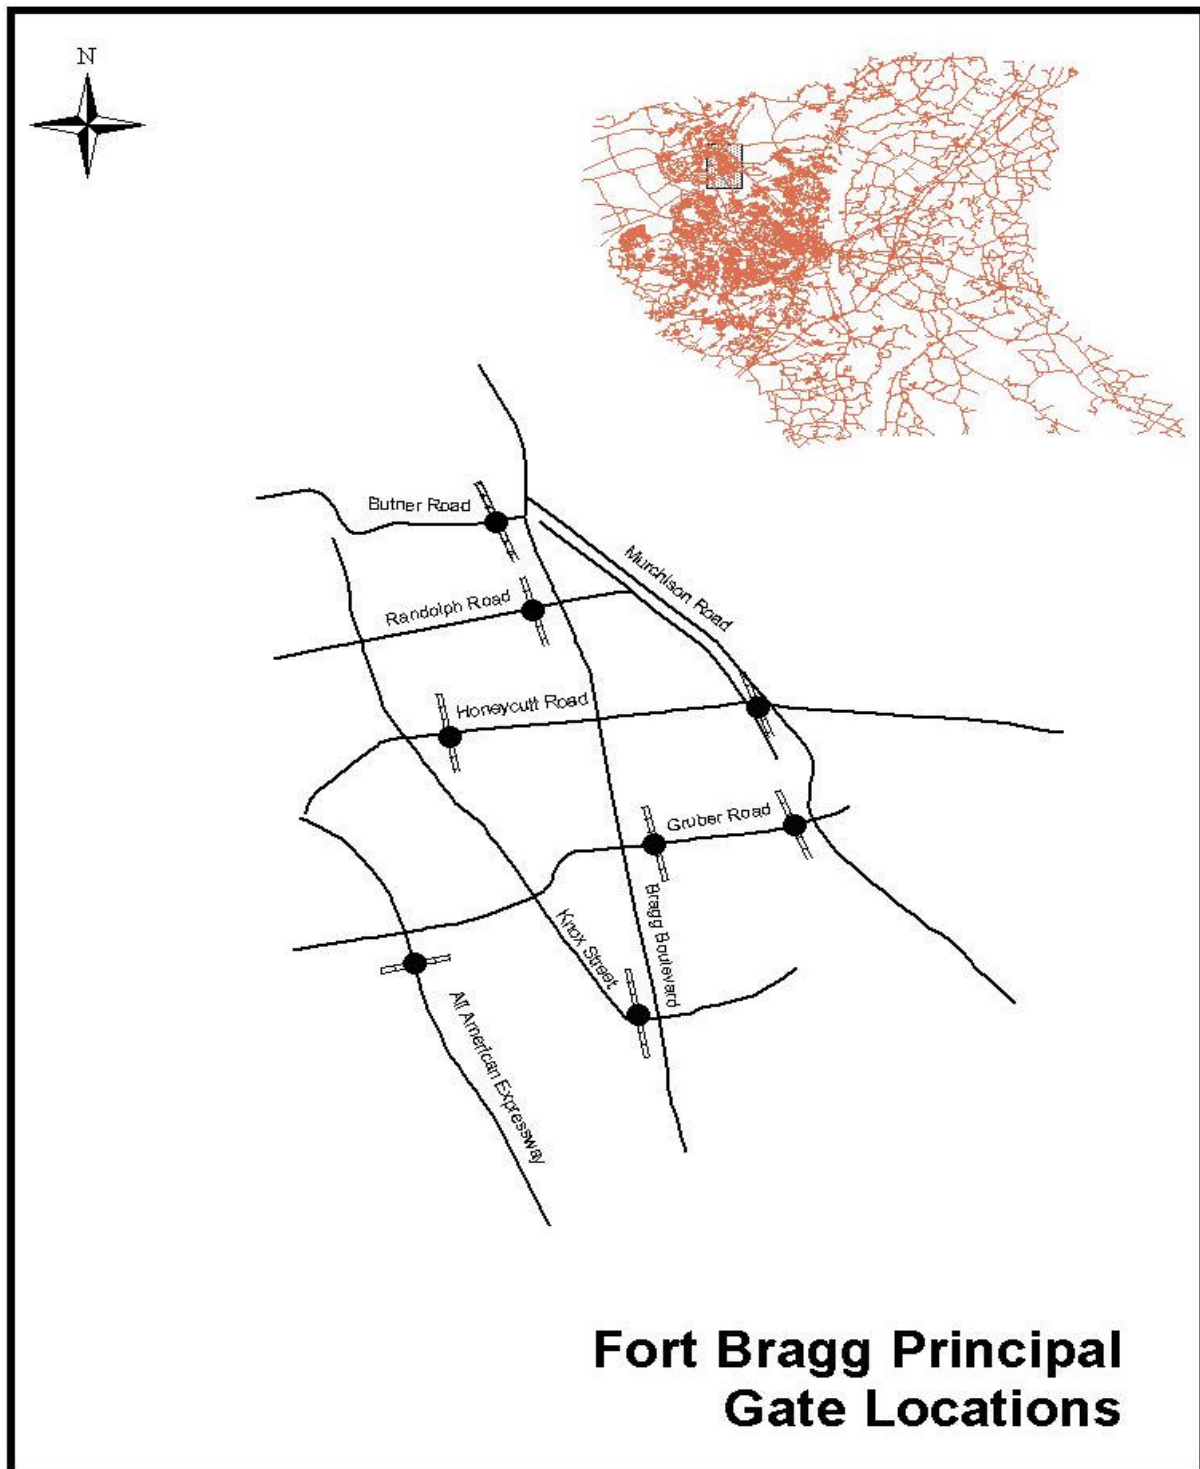 N
Butner Road
Murchison Road
Randolph Road
Honeycutt Road
Gruber Road
Bragg Boulevard
Knox Street
All American Expressway
Fort Bragg Principal
Gate Locations